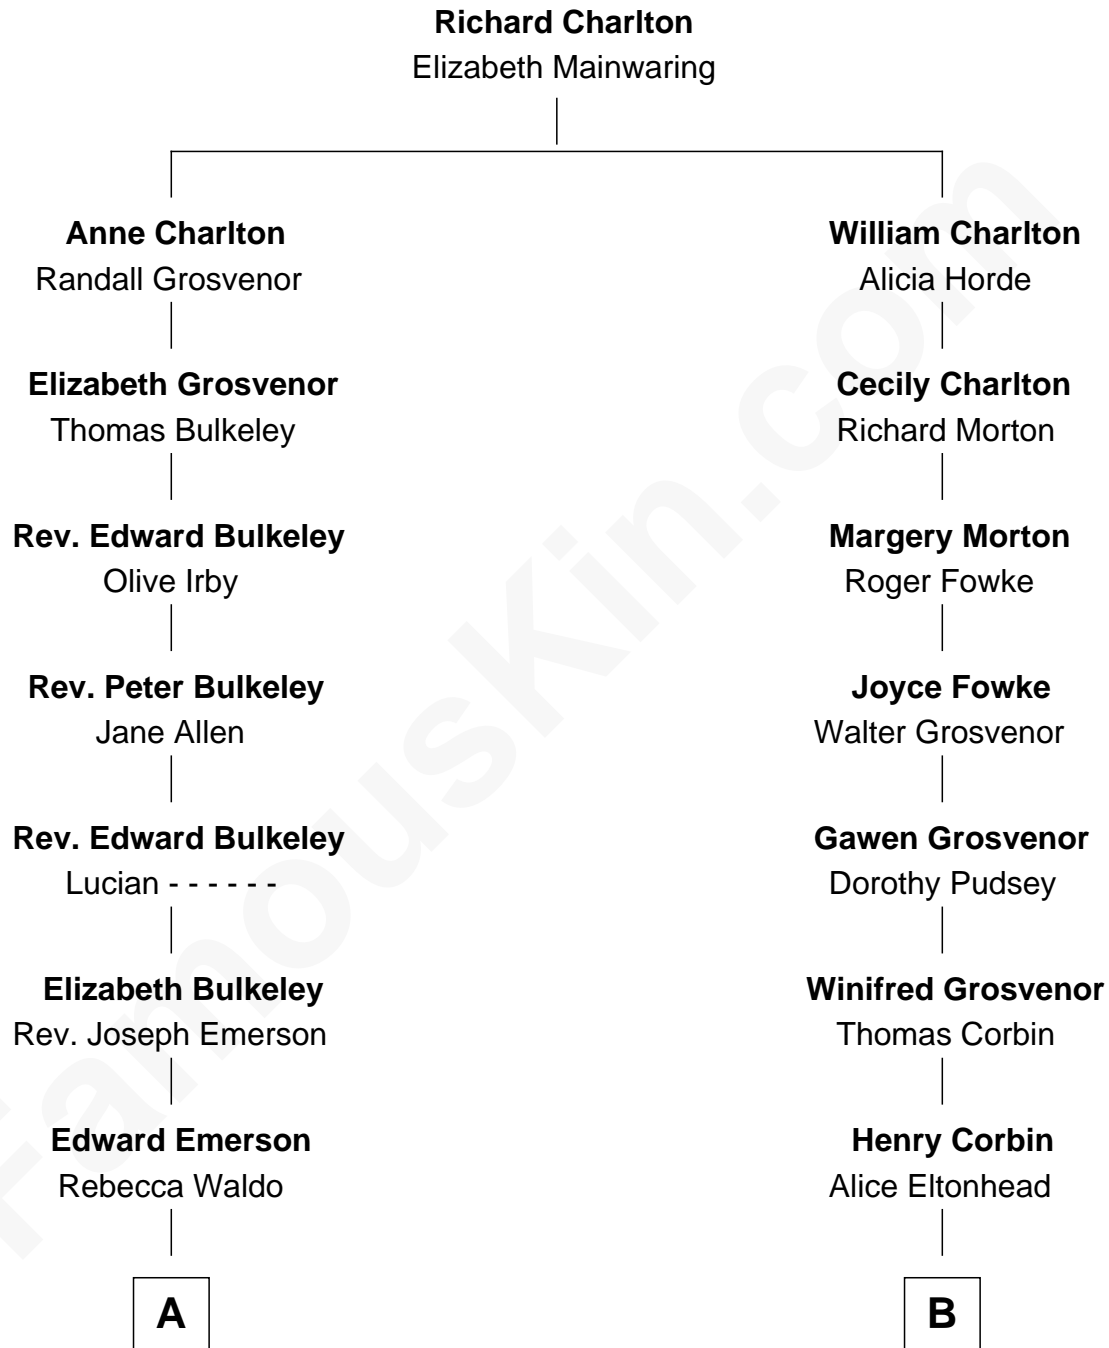 Richard Charlton
Elizabeth Mainwaring
Anne Charlton
Randall Grosvenor
William Charlton
Alicia Horde
Elizabeth Grosvenor
Thomas Bulkeley
Cecily Charlton
Richard Morton
Rev. Edward Bulkeley
Olive Irby
Margery Morton
Roger Fowke
Rev. Peter Bulkeley
Jane Allen
Joyce Fowke
Walter Grosvenor
Rev. Edward Bulkeley
Lucian - - - - - -
Gawen Grosvenor
Dorothy Pudsey
Elizabeth Bulkeley
Rev. Joseph Emerson
Winifred Grosvenor
Thomas Corbin
Edward Emerson
Rebecca Waldo
Henry Corbin
Alice Eltonhead
A
B
FamousKin.com